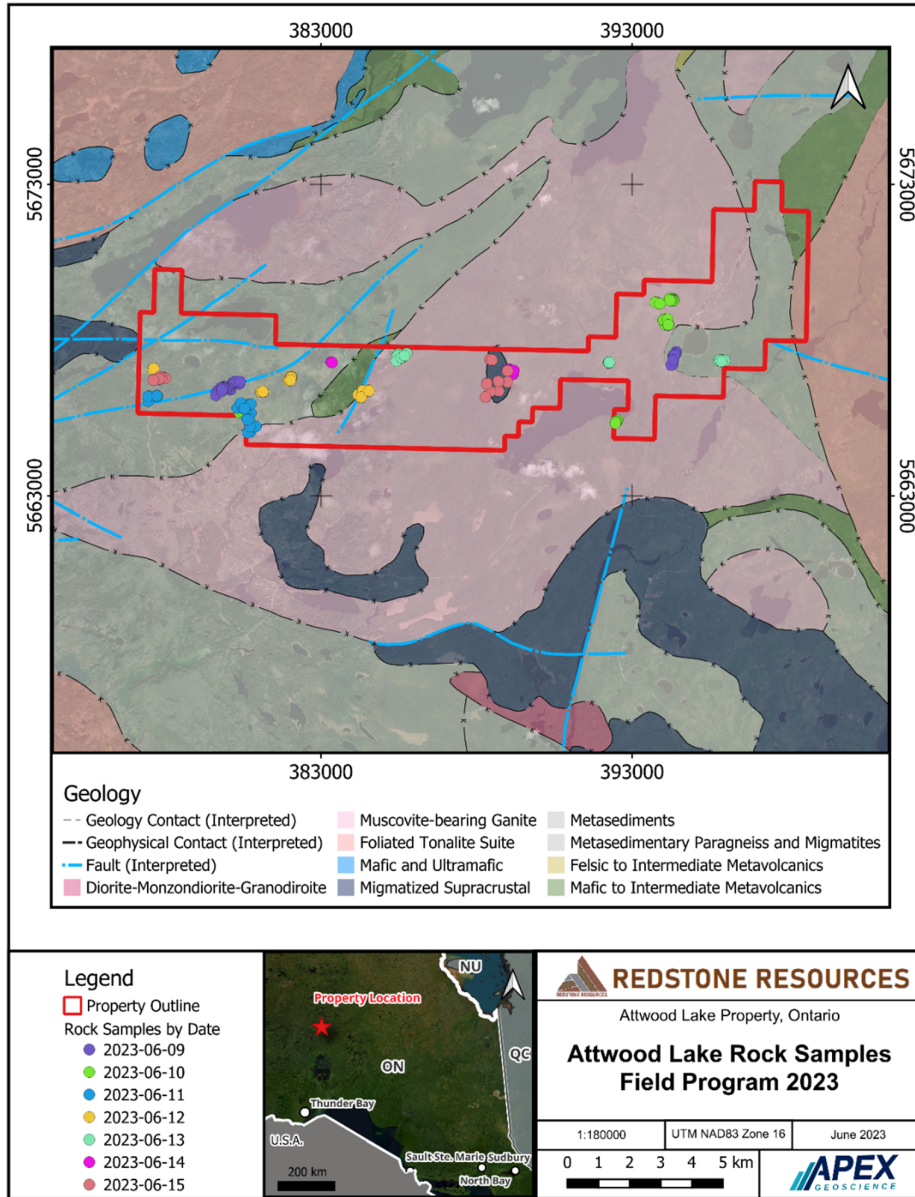 383000
393000
5673000
5673000
5663000
5663000
383000
393000
Geology
Geology Contact (Interpreted)
Geophysical Contact (Interpreted)
Fault (Interpreted)
Diorite-Monzondiorite-Granodiroite
Muscovite-bearing Ganite
Foliated Tonalite Suite
Mafic and Ultramafic
Migmatized Supracrustal
Metasediments
Metasedimentary Paragneiss and Migmatites
Felsic to Intermediate Metavolcanics
Mafic to Intermediate Metavolcanics
Legend
Property Outline
Rock Samples by Date
2023-06-09
2023-06-10
2023-06-11
2023-06-12
2023-06-13
2023-06-14
2023-06-15
NU
Property Location
ON
QC
Thunder Bay
U.S.A.
Sault Ste. Marie
Sudbury
North Bay
200 km
REDSTONE RESOURCES
REDSTONE RESOURCES
Attwood Lake Property, Ontario
Attwood Lake Rock Samples
Field Program 2023
1:180000
UTM NAD83 Zone 16
June 2023
0 1 2 3 4 5 km
APEX
GEOSCIENCE